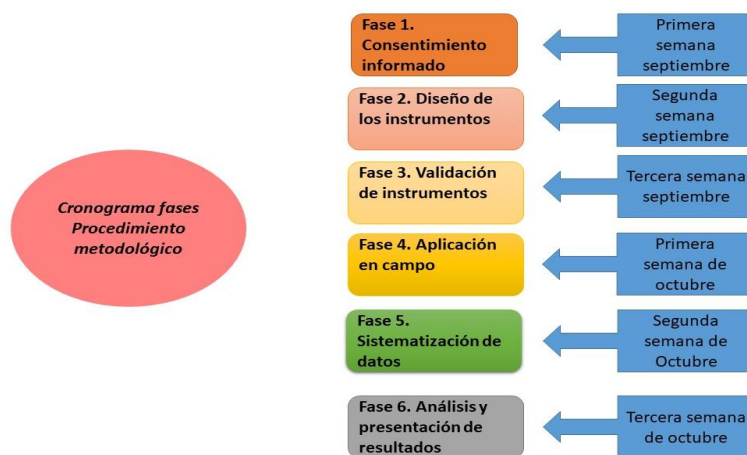 Cronograma fases
Procedimiento
metodológico
Fase 1.
Consentimiento
informado
Primera
semana
septiembre
Fase 2. Diseño de
los instrumentos
Segunda
semana
septiembre
Fase 3. Validación
de instrumentos
Tercera semana
septiembre
Fase 4. Aplicación
en campo
Primera
semana de
octubre
Fase 5.
Sistematización de
datos
Segunda
semana de
Octubre
Fase 6. Análisis y
presentación de
resultados
Tercera semana
de octubre